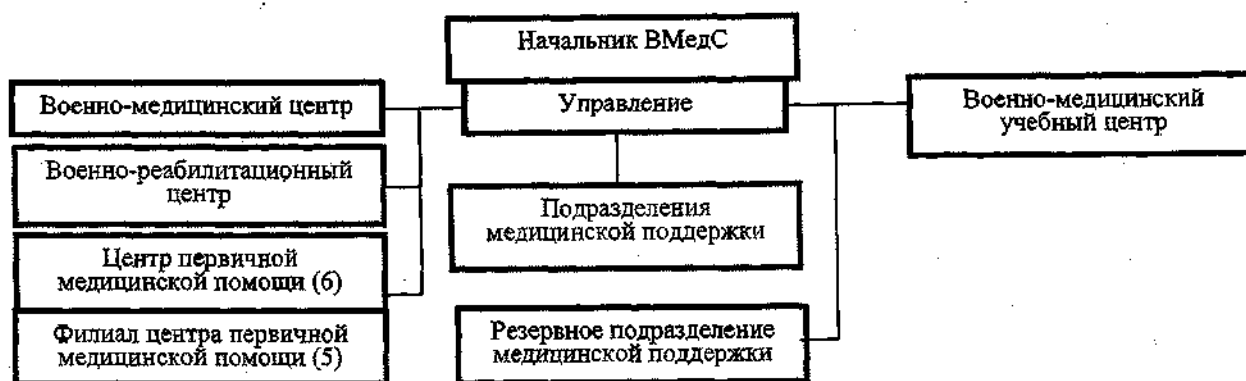 Начальник ВМедС
Управление
Военно-медицинский центр
Военно-реабилитационный
центр
Центр первичной
медицинской помощи (6)
Филиал центра первичной
медицинской помощи (5)
Подразделения
медицинской поддержки
Резервное подразделение
медицинской поддержки
Военно-медицинский
учебный центр